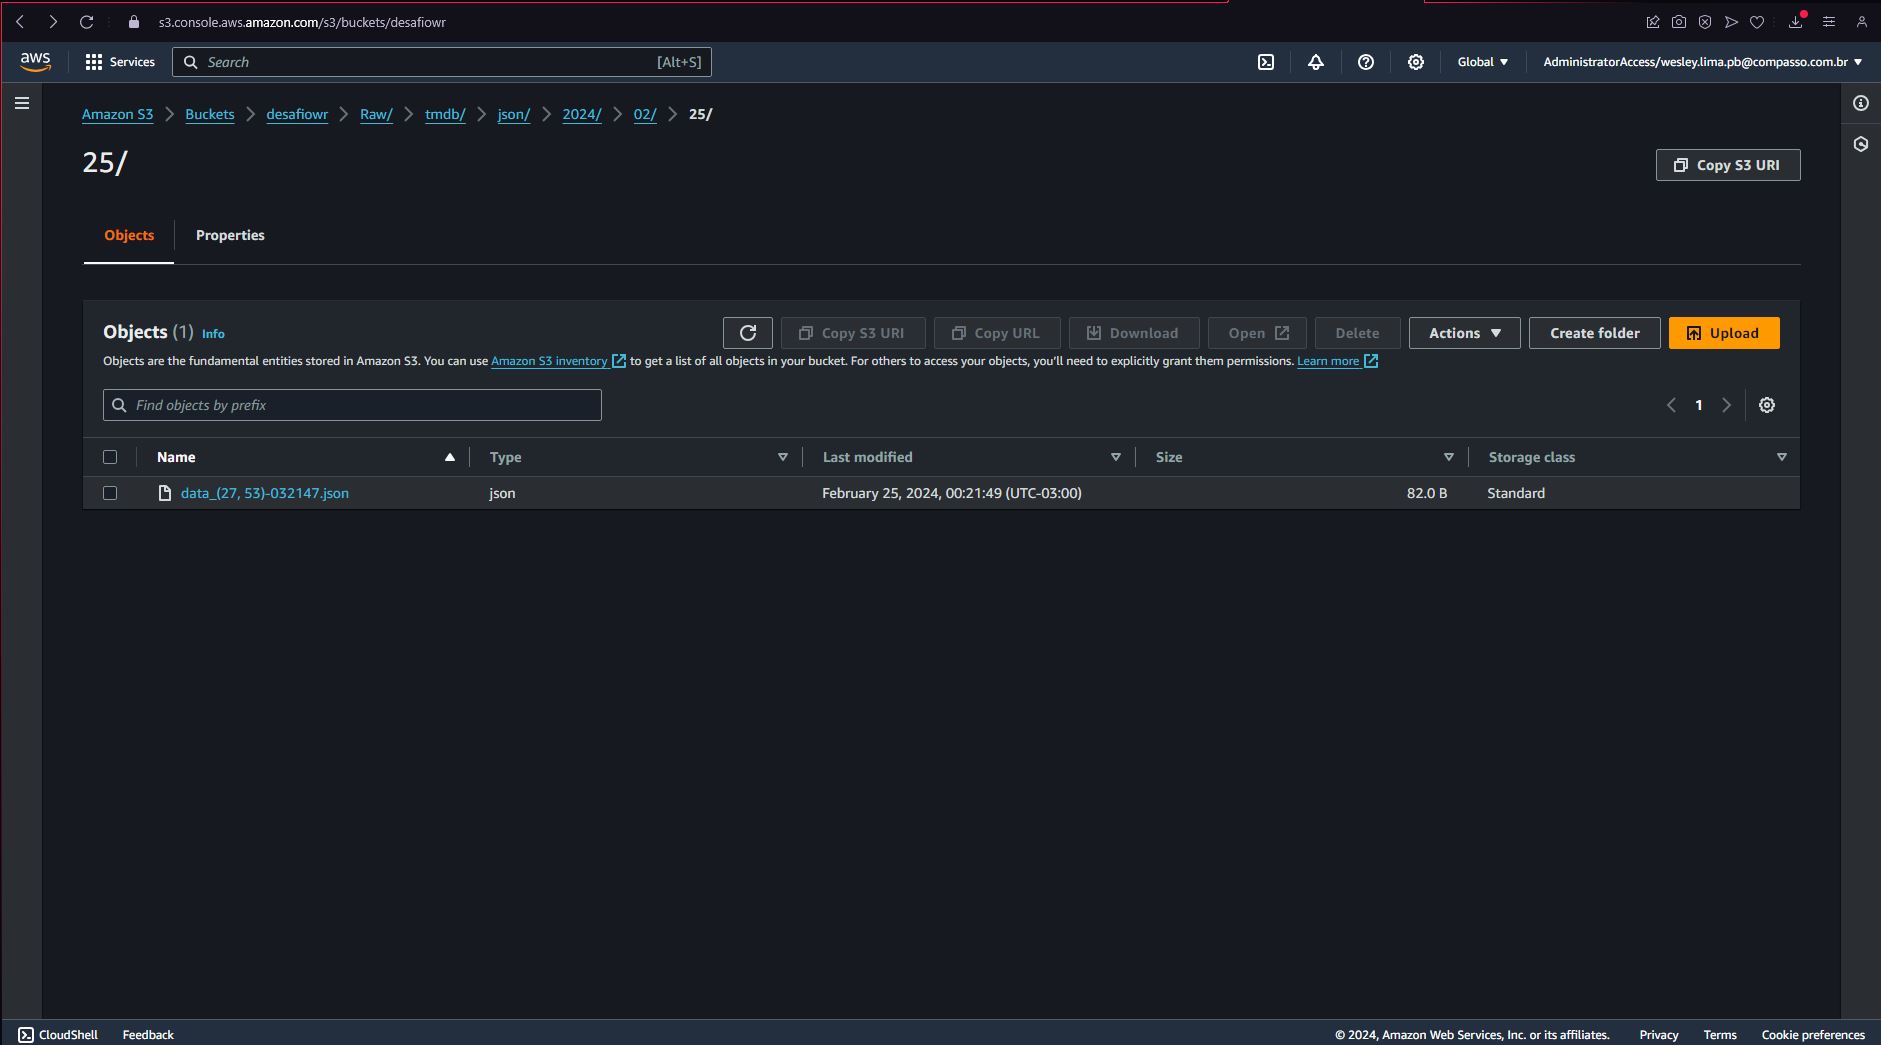 s3.console.aws.amazon.com/s3/buckets/desafiowr
aws Services Search [Alt+S] Global AdministratorAccess/wesley.lima.pb@compasso.com.br
Amazon S3 Buckets desafiowr Raw/ tmdb/ json/ 2024/ 02/ 25/
25/
Copy S3 URI
Objects Properties
Objects (1) Info Copy S3 URI Copy URL Download Open Delete Actions Create folder Upload
Objects are the fundamental entities stored in Amazon S3. You can use Amazon S3 inventory to get a list of all objects in your bucket. For others to access your objects, you'll need to explicitly grant them permissions. Learn more
Find objects by prefix 1
Name Type Last modified Size Storage class
data_(27, 53)-032147.json json February 25, 2024, 00:21:49 (UTC-03:00) 82.0 B Standard
CloudShell Feedback © 2024, Amazon Web Services, Inc. or its affiliates. Privacy Terms Cookie preferences